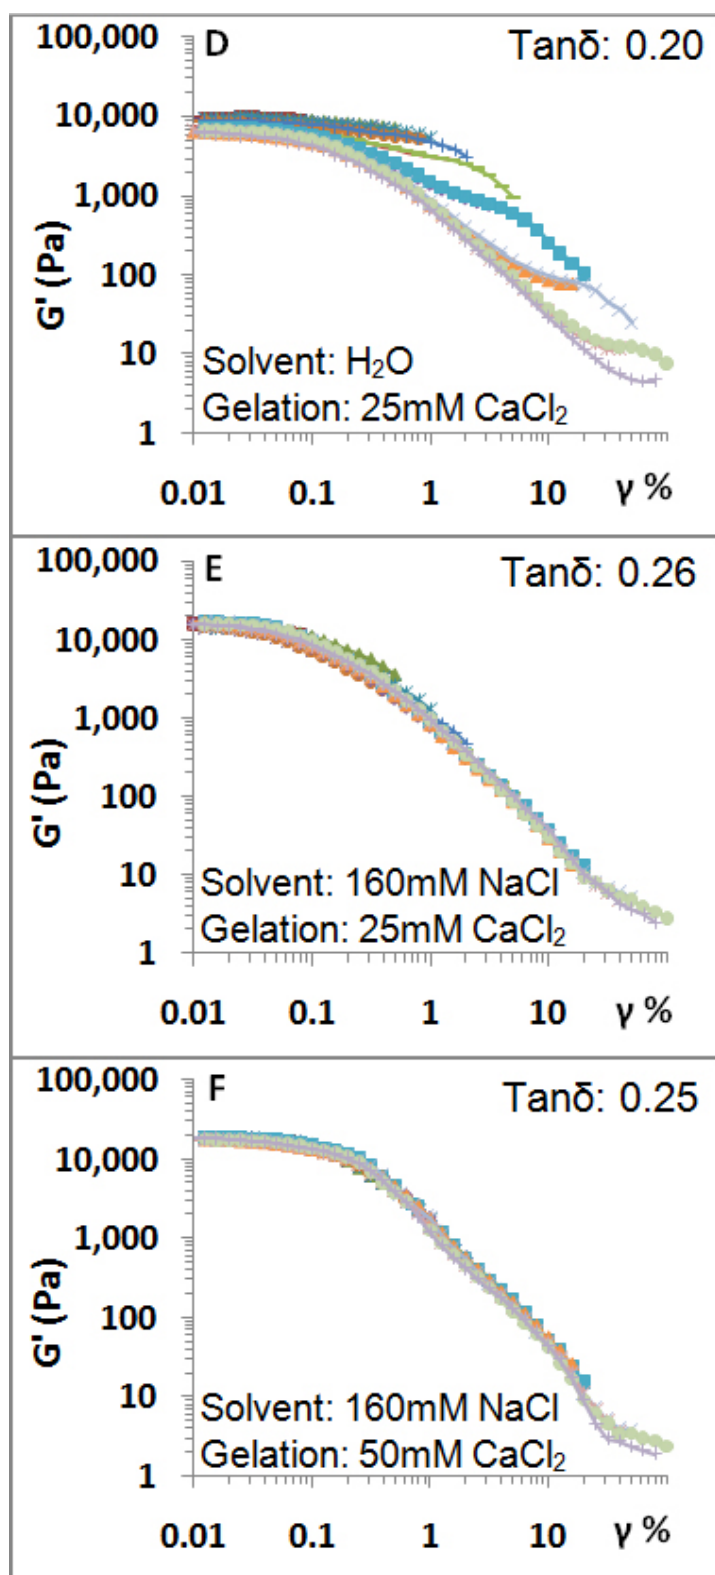 100,000 D Tanδ: 0.20
10,000
1,000
100
10
1
G' (Pa)
Solvent: H₂O
Gelation: 25mM CaCl₂
0.01 0.1 1 10 γ %
100,000 E Tanδ: 0.26
10,000
1,000
100
10
1
G' (Pa)
Solvent: 160mM NaCl
Gelation: 25mM CaCl₂
0.01 0.1 1 10 γ %
100,000 F Tanδ: 0.25
10,000
1,000
100
10
1
G' (Pa)
Solvent: 160mM NaCl
Gelation: 50mM CaCl₂
0.01 0.1 1 10 γ %